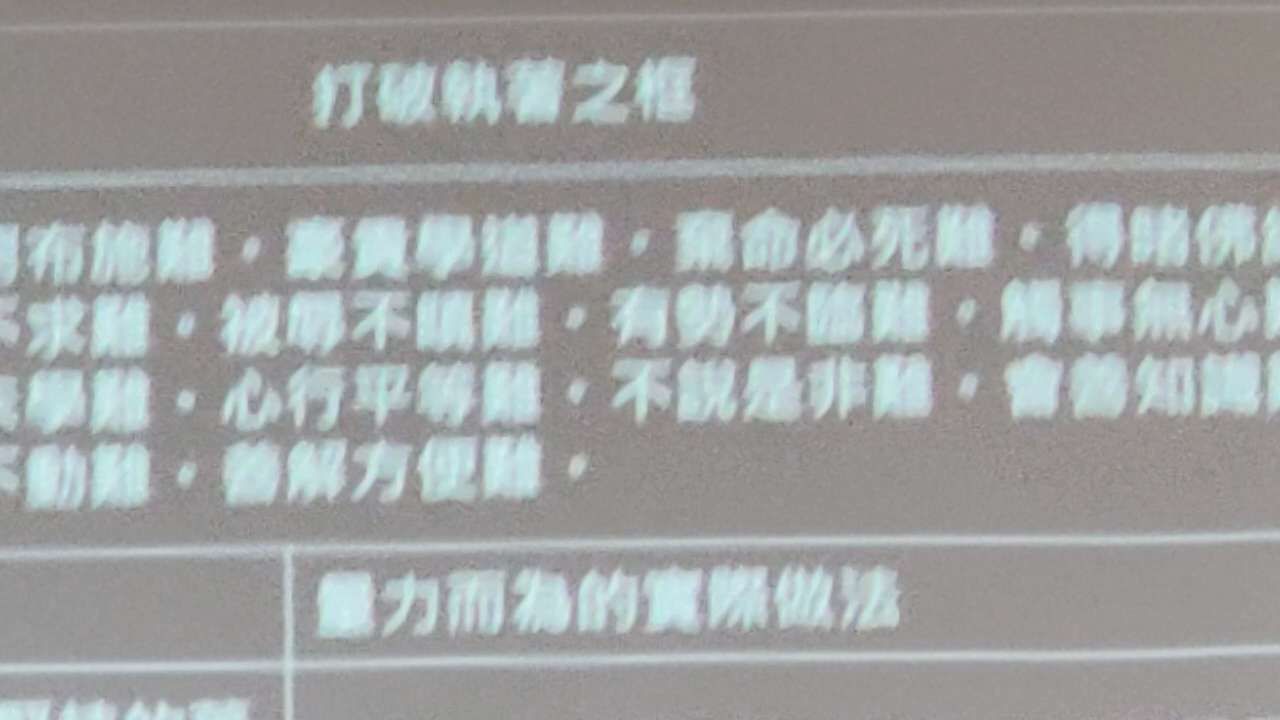 打破執著之框
布施難，豪貴學道難，棄命必死難，得睹佛
不求難，被辱不瞋難，有勢不臨難，觸事無心
學難，心行平等難，不說是非難，會善知識
不動難，善解方便難，
量力而為的實際做法